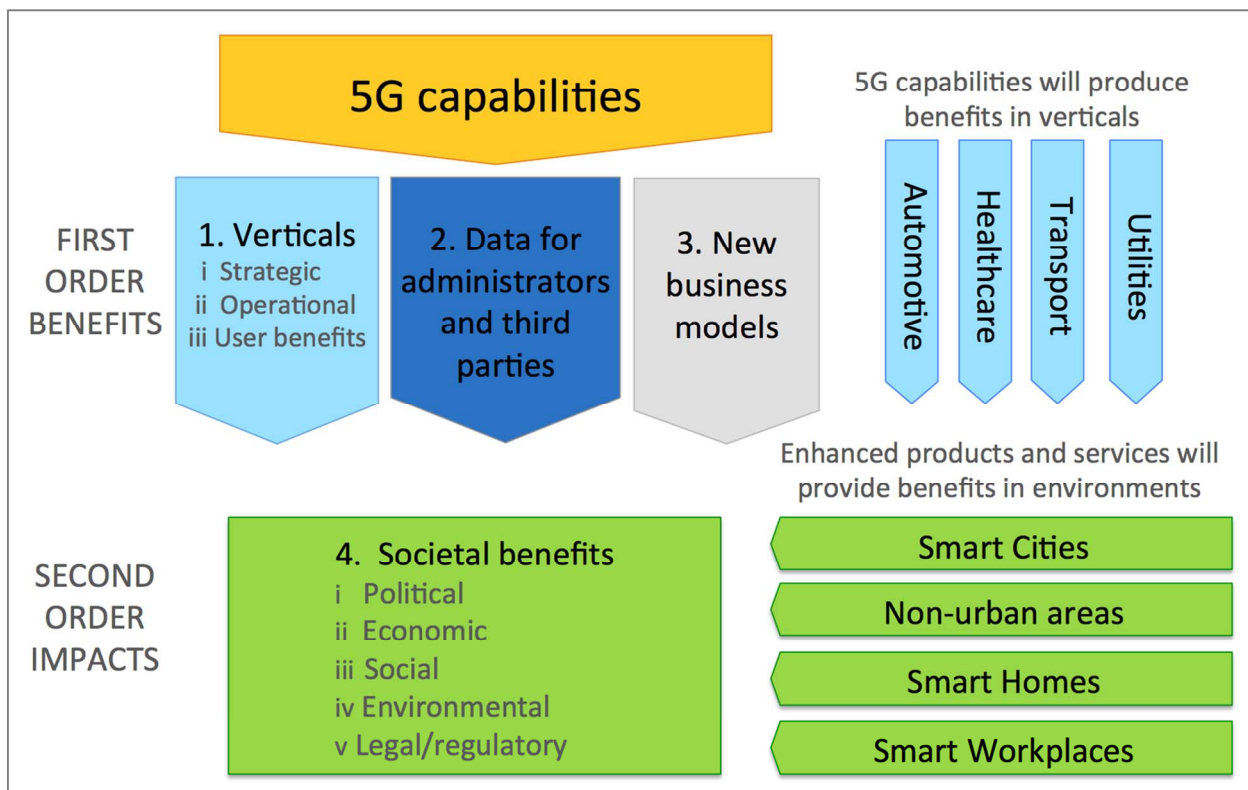 5G capabilities
5G capabilities will produce
benefits in verticals
FIRST
ORDER
BENEFITS
1. Verticals
i Strategic
ii Operational
iii User benefits
2. Data for
administrators
and third
parties
3. New
business
models
Automotive
Healthcare
Transport
Utilities
Enhanced products and services will
provide benefits in environments
SECOND
ORDER
IMPACTS
4. Societal benefits
i Political
ii Economic
iii Social
iv Environmental
v Legal/regulatory
Smart Cities
Non-urban areas
Smart Homes
Smart Workplaces